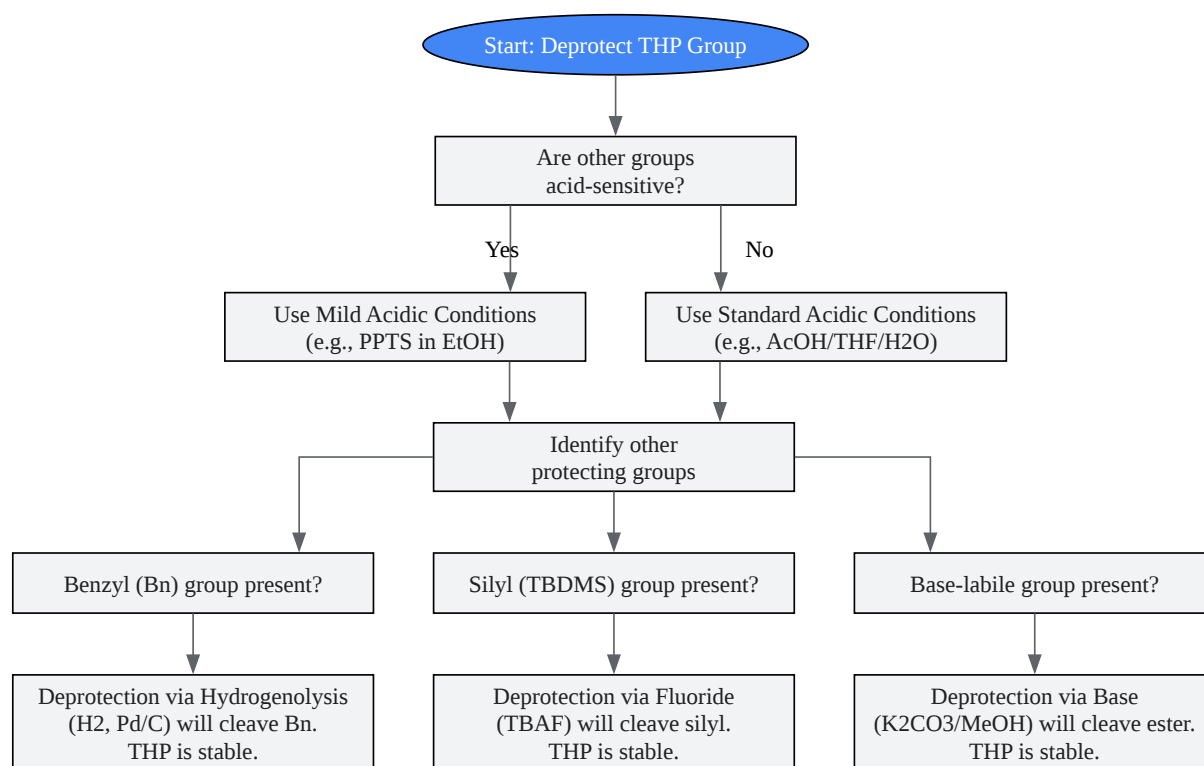 Start: Deprotect THP Group
Are other groups
acid-sensitive?
Yes
No
Use Mild Acidic Conditions
(e.g., PPTS in EtOH)
Use Standard Acidic Conditions
(e.g., AcOH/THF/H2O)
Identify other
protecting groups
Benzyl (Bn) group present?
Silyl (TBDMS) group present?
Base-labile group present?
Deprotection via Hydrogenolysis
(H2, Pd/C) will cleave Bn.
THP is stable.
Deprotection via Fluoride
(TBAF) will cleave silyl.
THP is stable.
Deprotection via Base
(K2CO3/MeOH) will cleave ester.
THP is stable.